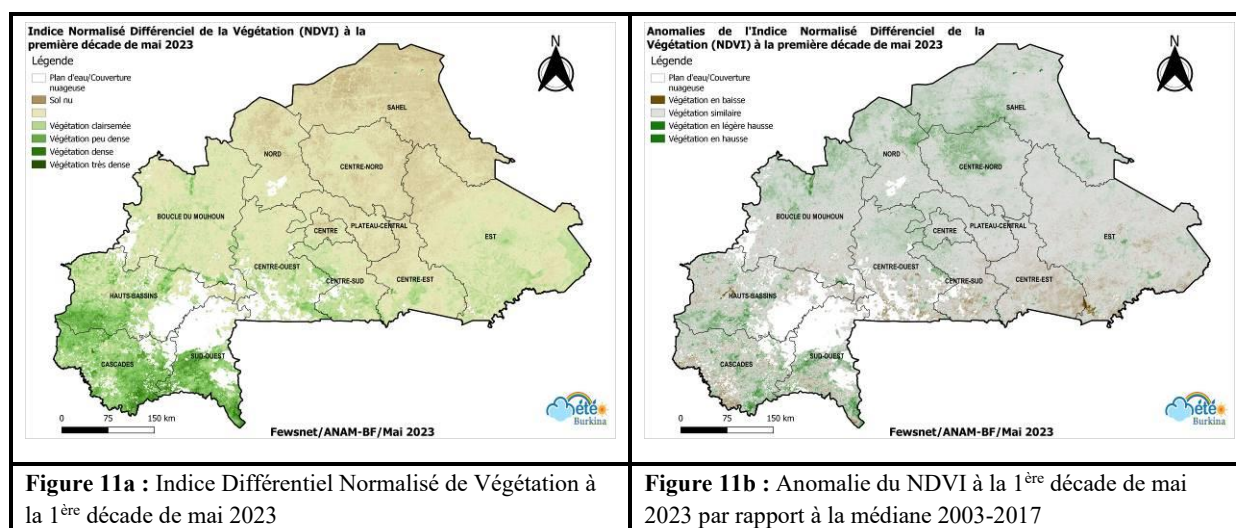 Indice Normalisé Différenciel de la Végétation (NDVI) à la
première décade de mai 2023
Légende
Plan d'eau/Couverture
nuageuse
Sol nu
Végétation clairsemée
Végétation peu dense
Végétation dense
Végétation très dense
N
SAHEL
NORD
CENTRE-NORD
BOUCLE DU MOUHOUN
CENTRE
PLATEAU-CENTRAL
EST
CENTRE-OUEST
CENTRE-SUD
CENTRE-EST
HAUTS-BASSINS
CASCADES
SUD-OUEST
0 75 150 km
Fewsnet/ANAM-BF/Mai 2023
été
Burkina
Anomalies de l'Indice Normalisé Différenciel de la
Végétation (NDVI) à la première décade de mai 2023
Légende
Plan d'eau/Couverture
nuageuse
Végétation en baisse
Végétation similaire
Végétation en légère hausse
Végétation en hausse
N
SAHEL
NORD
CENTRE-NORD
BOUCLE DU MOUHOUN
CENTRE
PLATEAU-CENTRAL
EST
CENTRE-OUEST
CENTRE-SUD
CENTRE-EST
HAUTS-BASSINS
CASCADES
SUD-OUEST
0 75 150 km
Fewsnet/ANAM-BF/Mai 2023
été
Burkina
Figure 11a : Indice Différentiel Normalisé de Végétation à
la 1ère décade de mai 2023
Figure 11b : Anomalie du NDVI à la 1ère décade de mai
2023 par rapport à la médiane 2003-2017